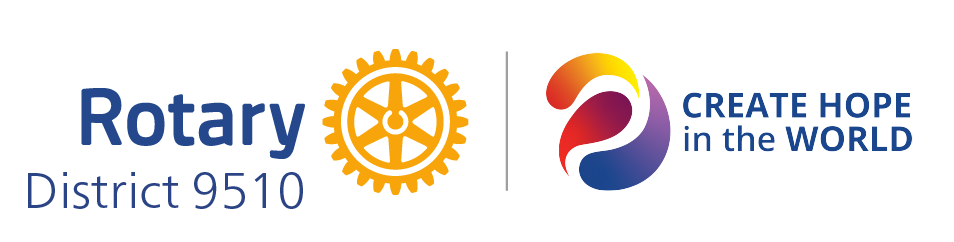 Rotary
District 9510
CREATE HOPE
in the WORLD